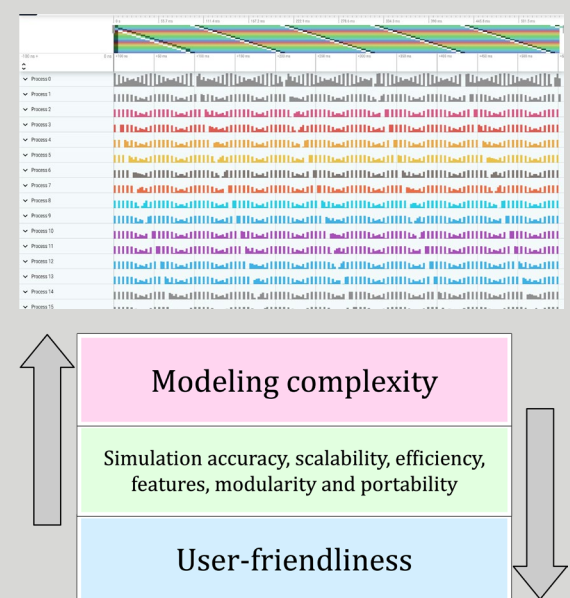 Process 0
Process 1
Process 2
Process 3
Process 4
Process 5
Process 6
Process 7
Process 8
Process 9
Process 10
Process 11
Process 12
Process 13
Process 14
Process 15
Modeling complexity
Simulation accuracy, scalability, efficiency,
features, modularity and portability
User-friendliness